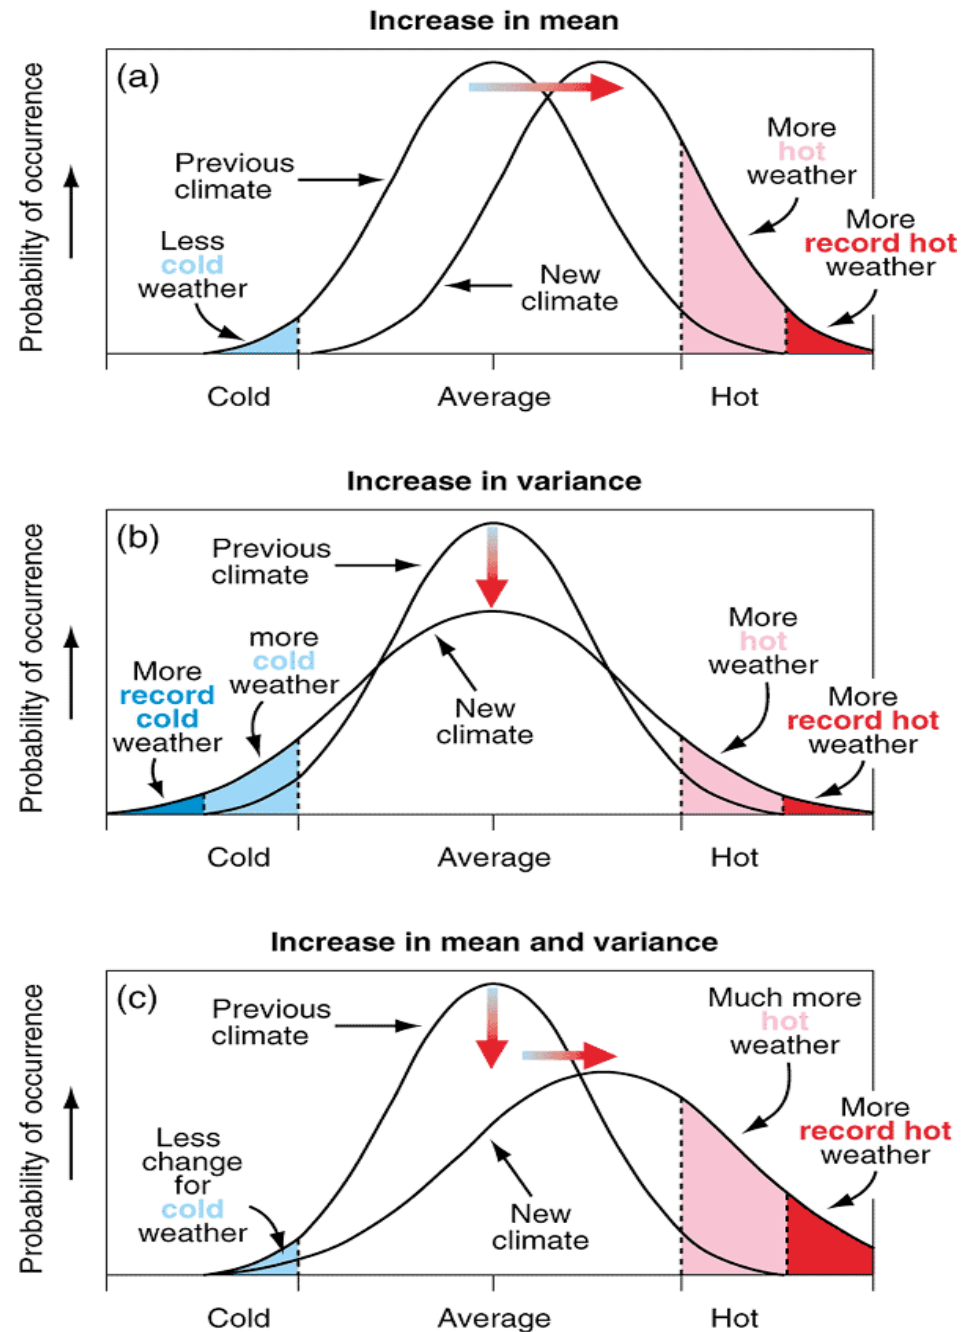 Increase in mean
(a)
Probability of occurrence
Previous
climate
Less
cold
weather
New
climate
More
hot
weather
More
record hot
weather
Cold
Average
Hot
Increase in variance
(b)
Probability of occurrence
Previous
climate
more
cold
weather
More
record
cold
weather
New
climate
More
hot
weather
More
record hot
weather
Cold
Average
Hot
Increase in mean and variance
(c)
Probability of occurrence
Previous
climate
Less
change
for
cold
weather
New
climate
Much more
hot
weather
More
record hot
weather
Cold
Average
Hot